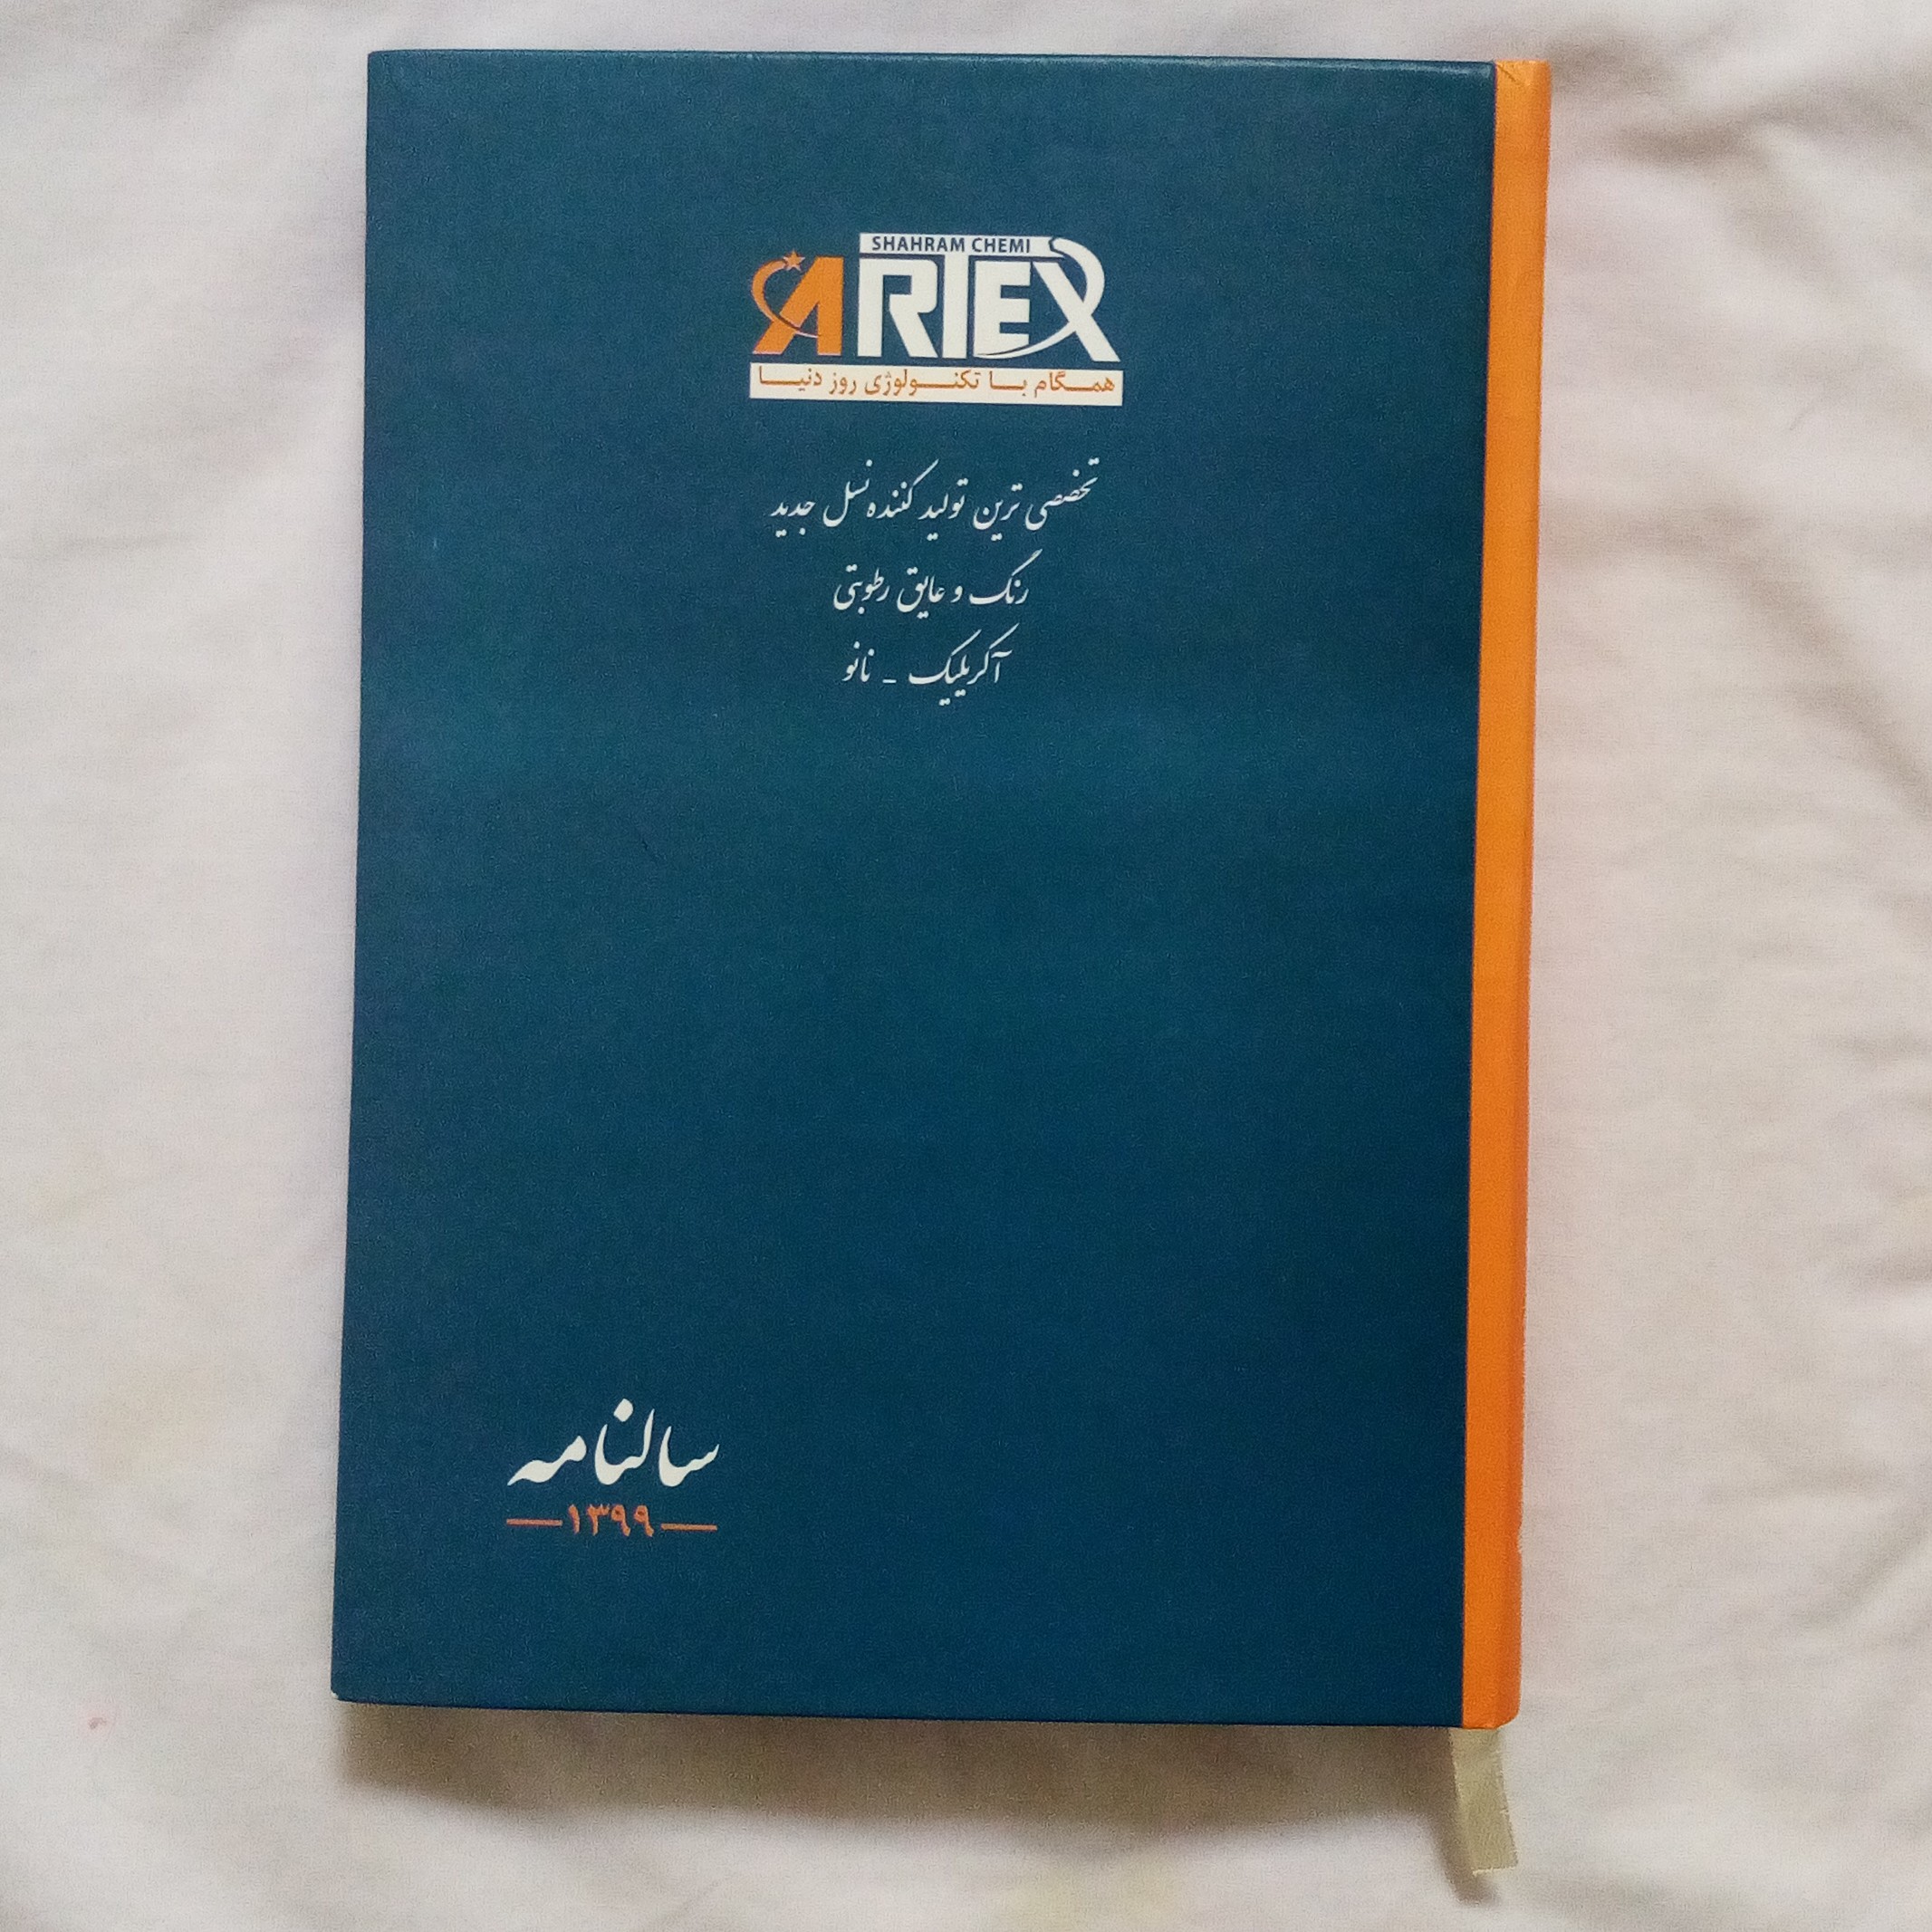 SHAHRAM CHEMI
ARTEX
همگام با تکنولوژی روز دنیا
تخصصی ترین تولید کننده نسل جدید
رنگ و عایق رطوبتی
آکریلیک - نانو
سالنامه
۱۳۹۹